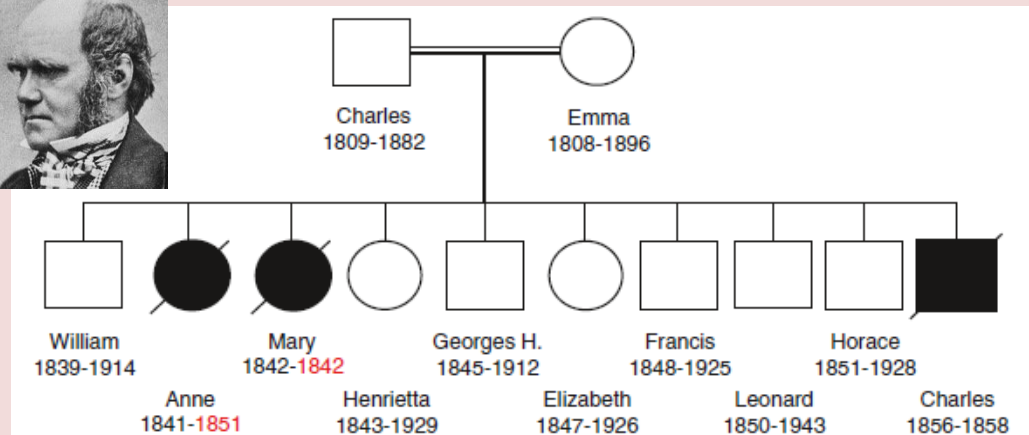 Charles
1809-1882
Emma
1808-1896
William
1839-1914
Anne
1841-1851
Mary
1842-1842
Henrietta
1843-1929
Georges H.
1845-1912
Elizabeth
1847-1926
Francis
1848-1925
Leonard
1850-1943
Horace
1851-1928
Charles
1856-1858